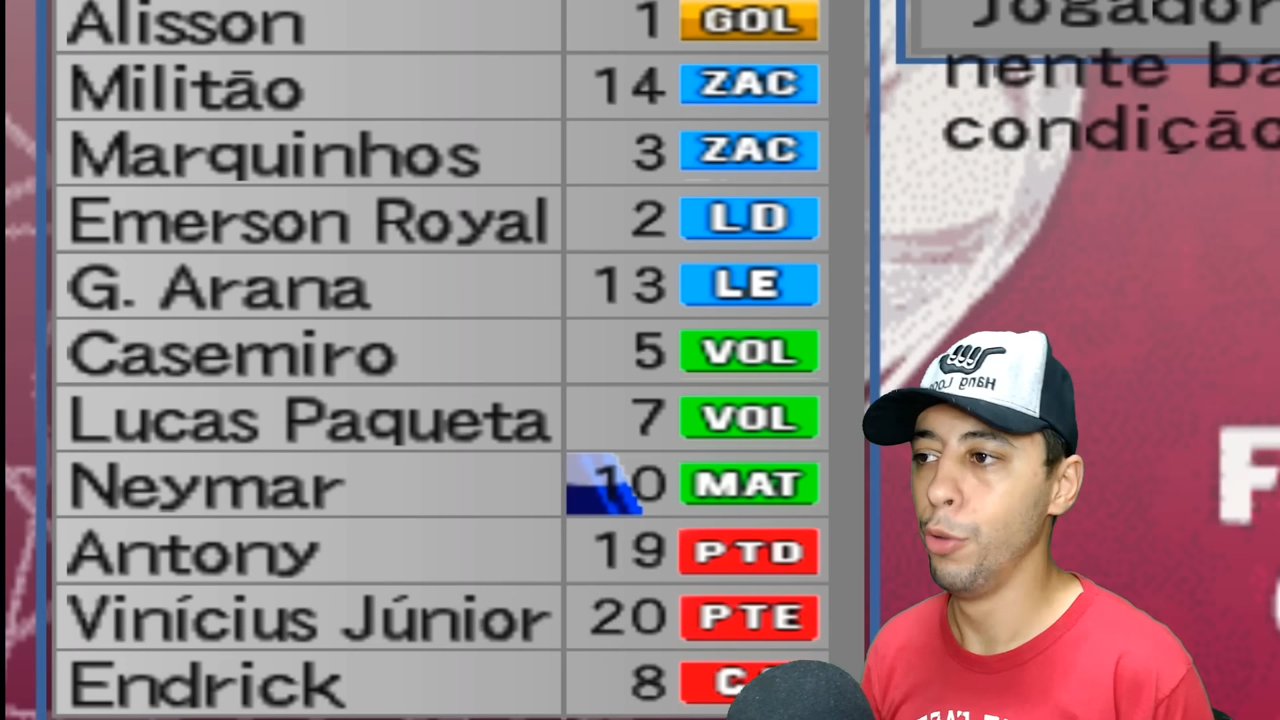 Alisson 1 GOL
Militão 14 ZAC
Marquinhos 3 ZAC
Emerson Royal 2 LD
G. Arana 13 LE
Casemiro 5 VOL
Lucas Paqueta 7 VOL
Neymar 10 MAT
Antony 19 PTD
Vinícius Júnior 20 PTE
Endrick 8
Jogador
nente
condição
Hang
F